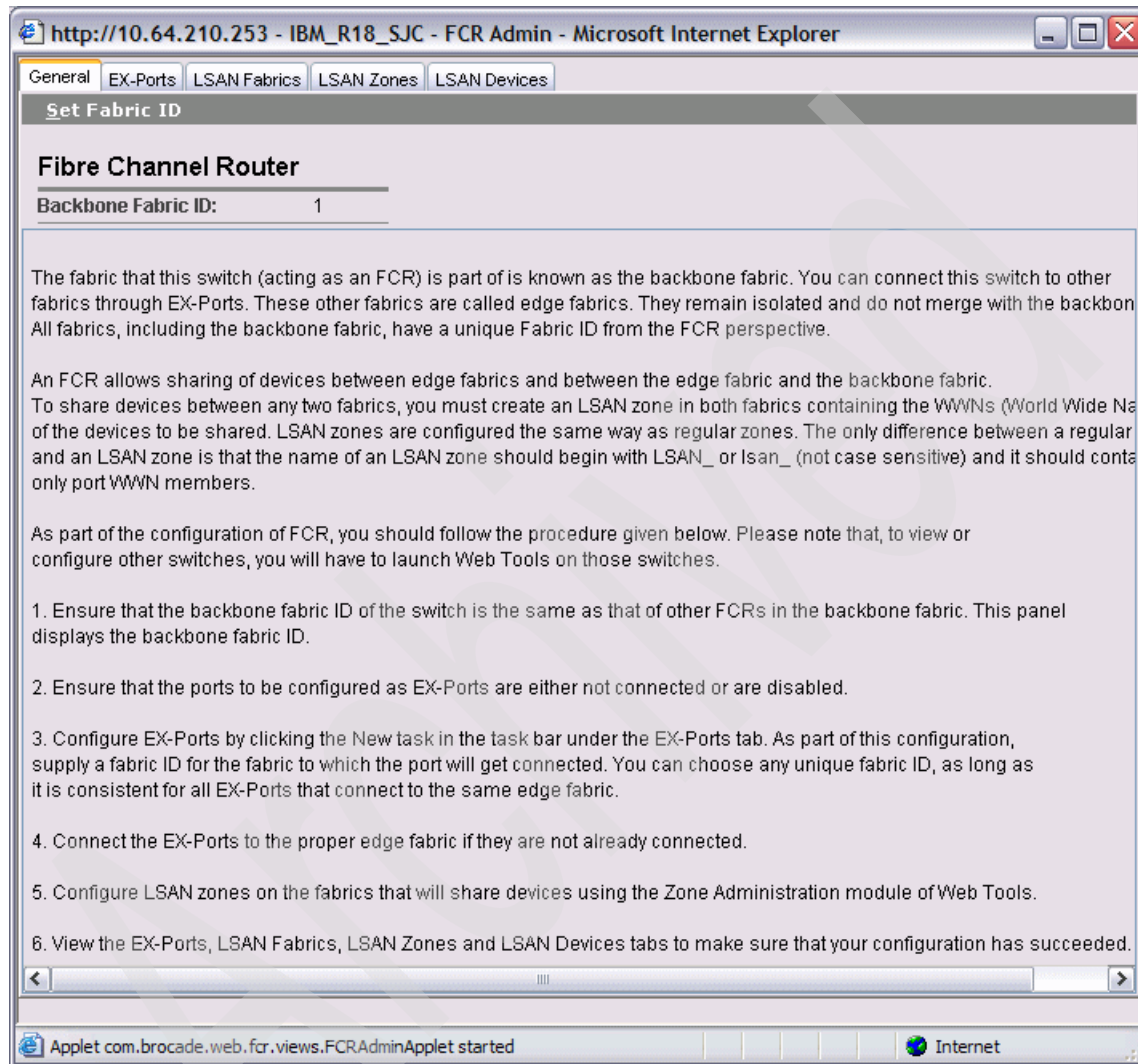 http://10.64.210.253 - IBM_R18_SJC - FCR Admin - Microsoft Internet Explorer
General EX-Ports LSAN Fabrics LSAN Zones LSAN Devices
Set Fabric ID
Fibre Channel Router
Backbone Fabric ID: 1
The fabric that this switch (acting as an FCR) is part of is known as the backbone fabric. You can connect this switch to other
fabrics through EX-Ports. These other fabrics are called edge fabrics. They remain isolated and do not merge with the backbon
All fabrics, including the backbone fabric, have a unique Fabric ID from the FCR perspective.
An FCR allows sharing of devices between edge fabrics and between the edge fabric and the backbone fabric.
To share devices between any two fabrics, you must create an LSAN zone in both fabrics containing the WWNs (World Wide Na
of the devices to be shared. LSAN zones are configured the same way as regular zones. The only difference between a regular
and an LSAN zone is that the name of an LSAN zone should begin with LSAN_ or lsan_ (not case sensitive) and it should conta
only port WWN members.
As part of the configuration of FCR, you should follow the procedure given below. Please note that, to view or
configure other switches, you will have to launch Web Tools on those switches.
1. Ensure that the backbone fabric ID of the switch is the same as that of other FCRs in the backbone fabric. This panel
displays the backbone fabric ID.
2. Ensure that the ports to be configured as EX-Ports are either not connected or are disabled.
3. Configure EX-Ports by clicking the New task in the task bar under the EX-Ports tab. As part of this configuration,
supply a fabric ID for the fabric to which the port will get connected. You can choose any unique fabric ID, as long as
it is consistent for all EX-Ports that connect to the same edge fabric.
4. Connect the EX-Ports to the proper edge fabric if they are not already connected.
5. Configure LSAN zones on the fabrics that will share devices using the Zone Administration module of Web Tools.
6. View the EX-Ports, LSAN Fabrics, LSAN Zones and LSAN Devices tabs to make sure that your configuration has succeeded.
Applet com.brocade.web.fcr.views.FCRAdminApplet started Internet
Archived